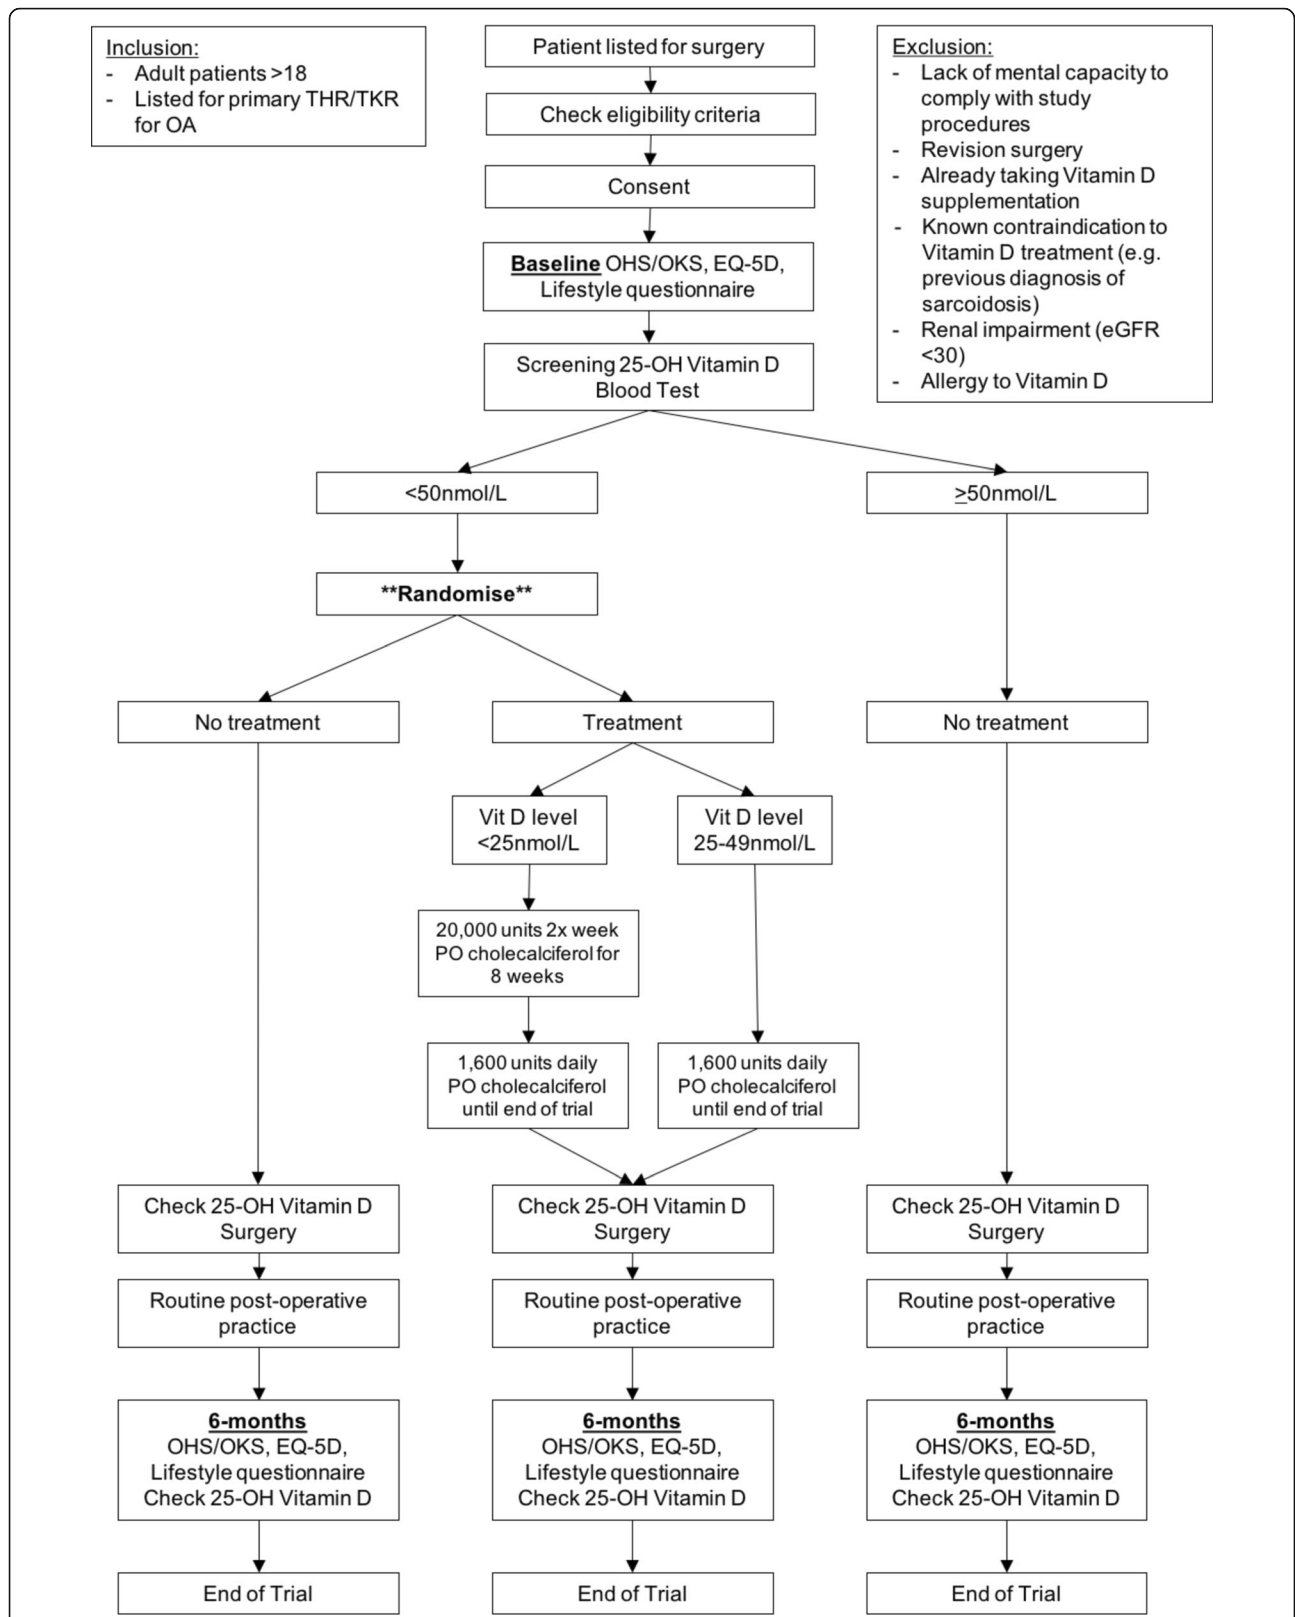 Inclusion:
- Adult patients >18
- Listed for primary THR/TKR
for OA
Patient listed for surgery
Check eligibility criteria
Consent
Baseline OHS/OKS, EQ-5D,
Lifestyle questionnaire
Screening 25-OH Vitamin D
Blood Test
Exclusion:
- Lack of mental capacity to
comply with study
procedures
- Revision surgery
- Already taking Vitamin D
supplementation
- Known contraindication to
Vitamin D treatment (e.g.
previous diagnosis of
sarcoidosis)
- Renal impairment (eGFR
<30)
- Allergy to Vitamin D
<50nmol/L
≥50nmol/L
**Randomise**
No treatment
Treatment
No treatment
Vit D level
<25nmol/L
Vit D level
25-49nmol/L
20,000 units 2x week
PO cholecalciferol for
8 weeks
1,600 units daily
PO cholecalciferol
until end of trial
1,600 units daily
PO cholecalciferol
until end of trial
Check 25-OH Vitamin D
Surgery
Check 25-OH Vitamin D
Surgery
Check 25-OH Vitamin D
Surgery
Routine post-operative
practice
Routine post-operative
practice
Routine post-operative
practice
6-months
OHS/OKS, EQ-5D,
Lifestyle questionnaire
Check 25-OH Vitamin D
6-months
OHS/OKS, EQ-5D,
Lifestyle questionnaire
Check 25-OH Vitamin D
6-months
OHS/OKS, EQ-5D,
Lifestyle questionnaire
Check 25-OH Vitamin D
End of Trial
End of Trial
End of Trial